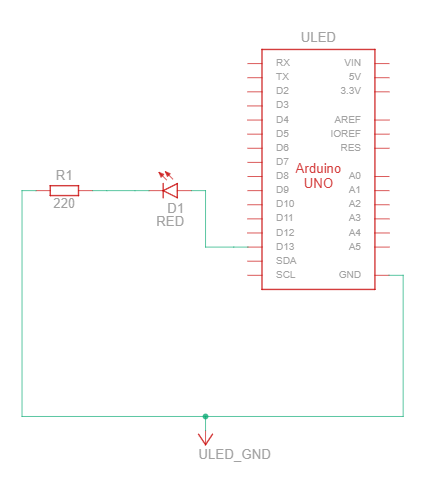 ULED
RX VIN
TX 5V
D2 3.3V
D3
D4 AREF
D5 IOREF
D6 RES
D7
Arduino
UNO
D8 A0
D9 A1
D10 A2
D11 A3
D12 A4
D13 A5
SDA
SCL GND
R1
220
D1
RED
ULED_GND